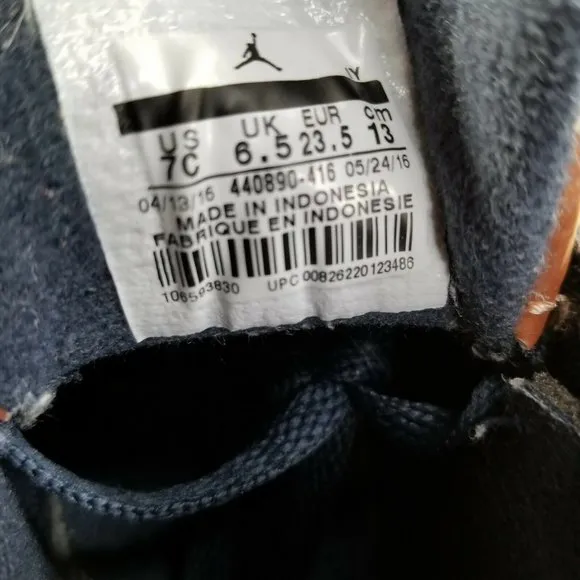 IY
US UK EUR cm
7C 6.5 23.5 13
04/13/16 440890-416 05/24/16
MADE IN INDONESIA
FABRIQUE EN INDONESIE
UPC 00826220123486